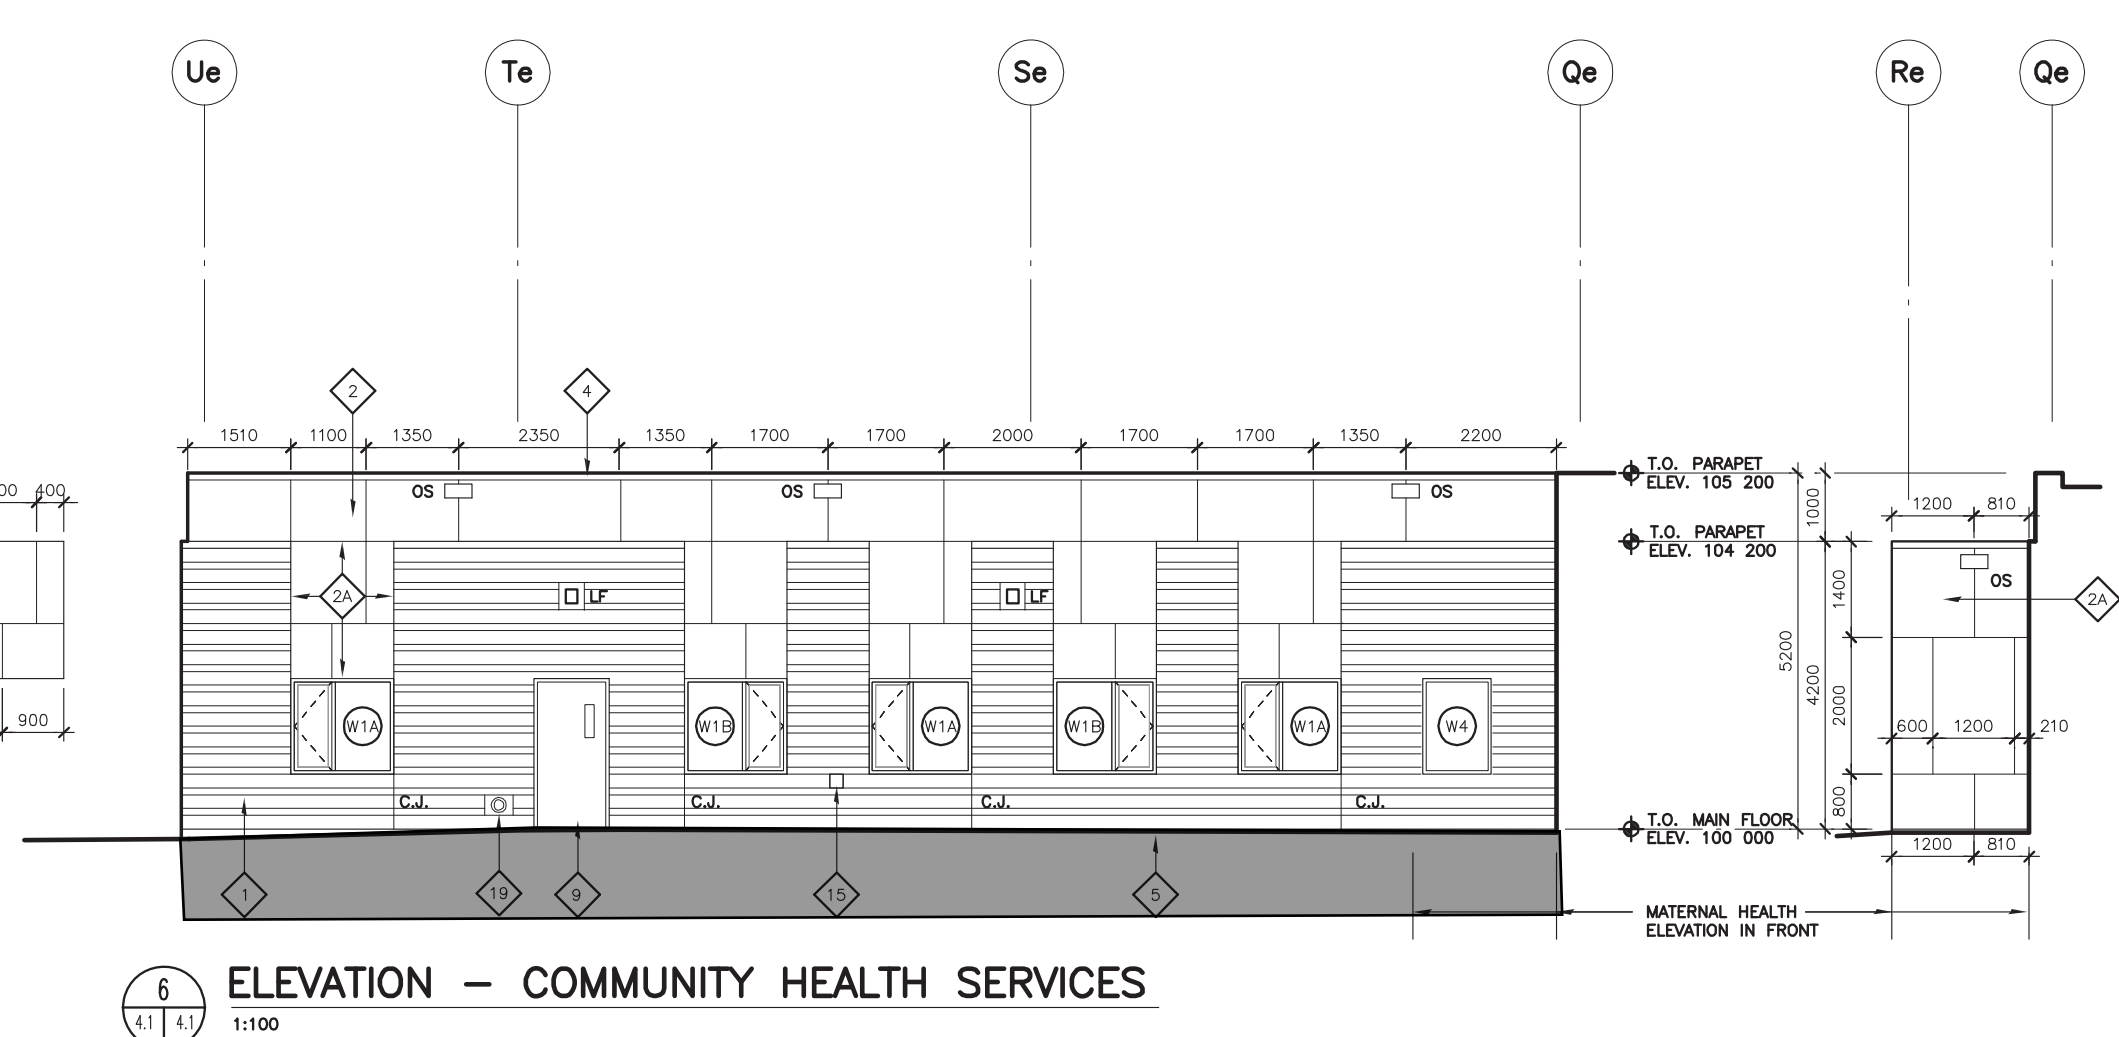 Ue Te Se Qe Re Qe
2 4
1510 1100 1350 2350 1350 1700 1700 2000 1700 1700 1350 2200
T.O. PARAPET
ELEV. 105 200
OS OS OS
00 400
1000
1200 810
T.O. PARAPET
ELEV. 104 200
OS
2A LF LF
1400
2A
5200
4200
2000
900
W1A W1B W1A W1B W1A W4
600 1200 210
C.J. C.J. C.J. C.J.
800
T.O. MAIN FLOOR
ELEV. 100 000
1200 810
1 19 9 15 5
MATERNAL HEALTH
ELEVATION IN FRONT
6
4.1 4.1
ELEVATION – COMMUNITY HEALTH SERVICES
1:100